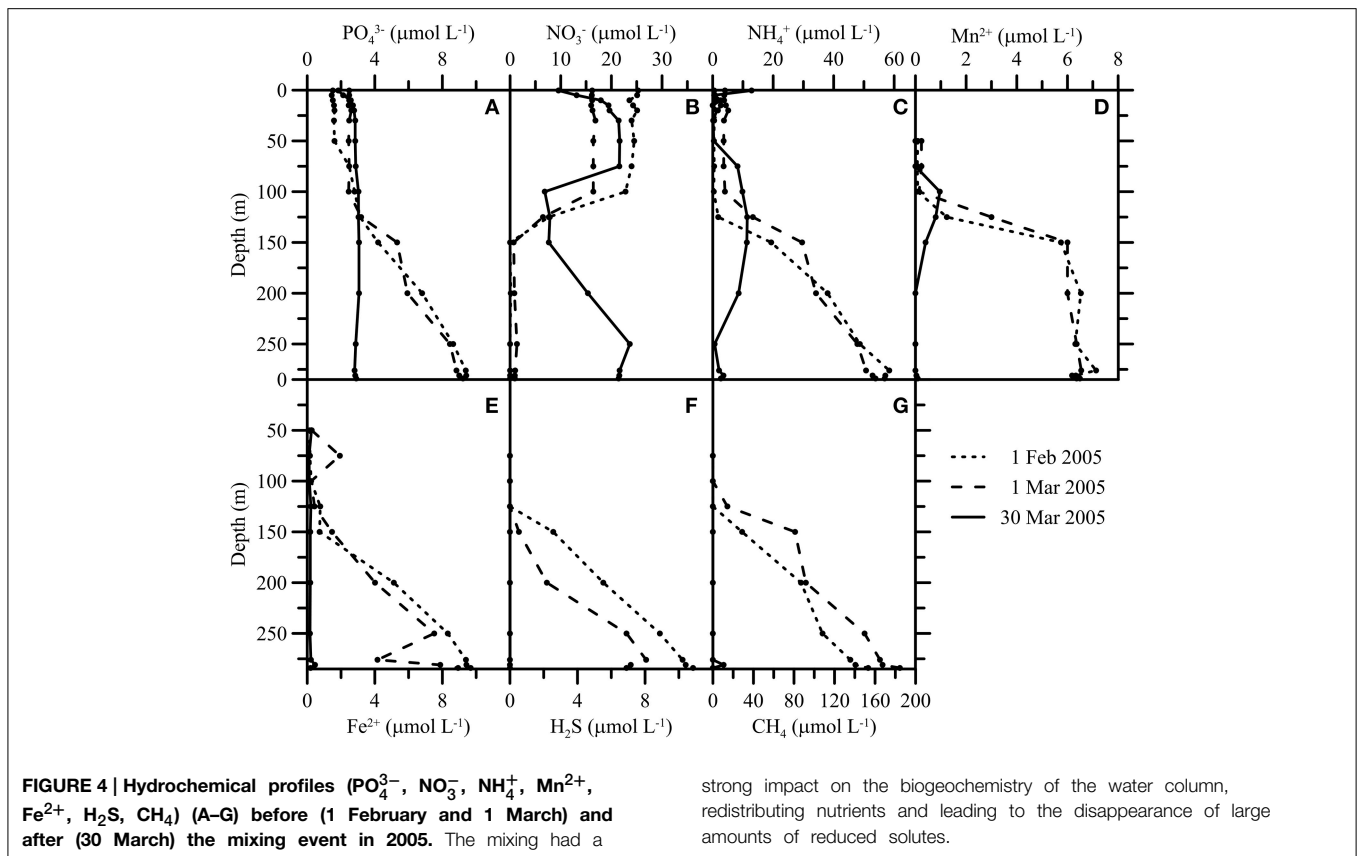 PO₄³⁻ (µmol L⁻¹) NO₃⁻ (µmol L⁻¹) NH₄⁺ (µmol L⁻¹) Mn²⁺ (µmol L⁻¹)
0 4 8 0 10 20 30 0 20 40 60 0 2 4 6 8
A B C D
0
50
100
150
200
250
0
Depth (m)
E F G
50
100
150
200
250
Depth (m)
1 Feb 2005
1 Mar 2005
30 Mar 2005
0 4 8 0 4 8 0 40 80 120 160 200
Fe²⁺ (µmol L⁻¹) H₂S (µmol L⁻¹) CH₄ (µmol L⁻¹)
FIGURE 4 | Hydrochemical profiles (PO₄³⁻, NO₃⁻, NH₄⁺, Mn²⁺,
Fe²⁺, H₂S, CH₄) (A–G) before (1 February and 1 March) and
after (30 March) the mixing event in 2005. The mixing had a
strong impact on the biogeochemistry of the water column,
redistributing nutrients and leading to the disappearance of large
amounts of reduced solutes.